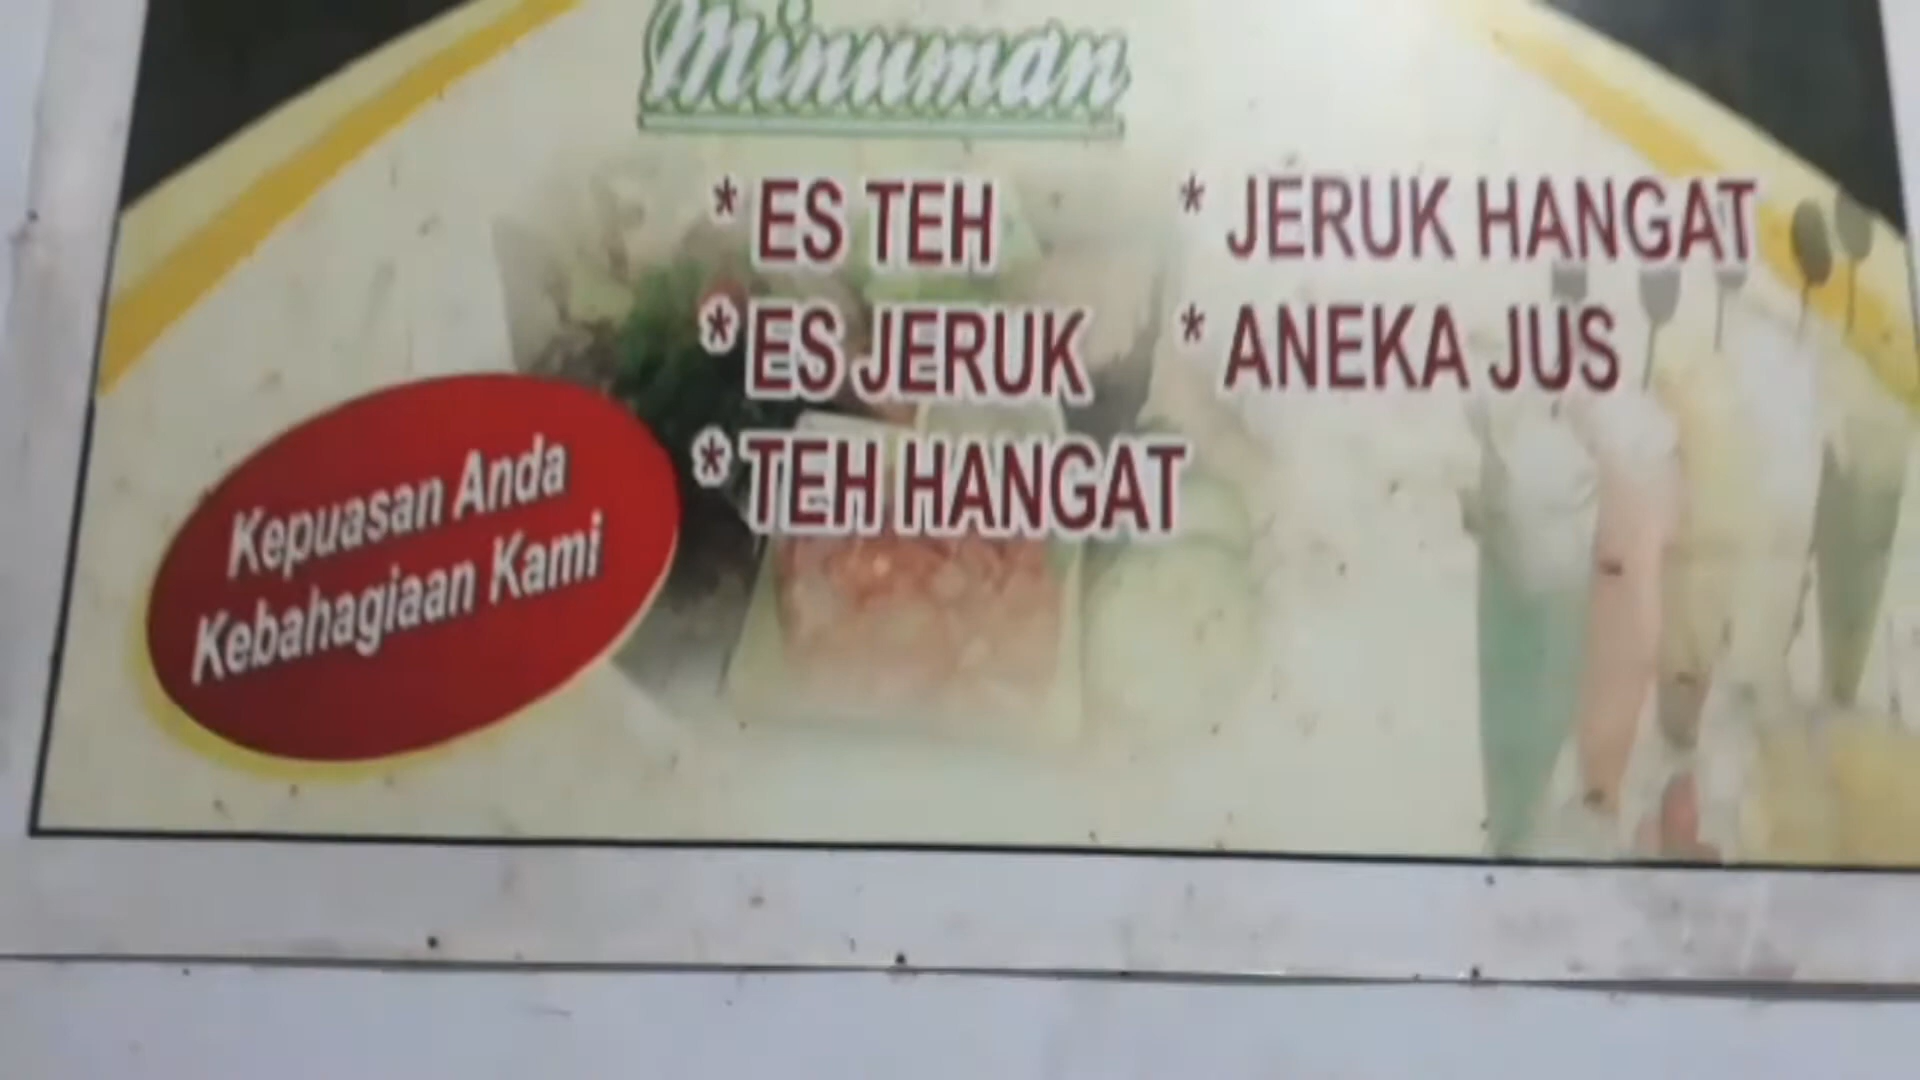 Minuman
* ES TEH
* ES JERUK
* TEH HANGAT
* JERUK HANGAT
* ANEKA JUS
Kepuasan Anda
Kebahagiaan Kami